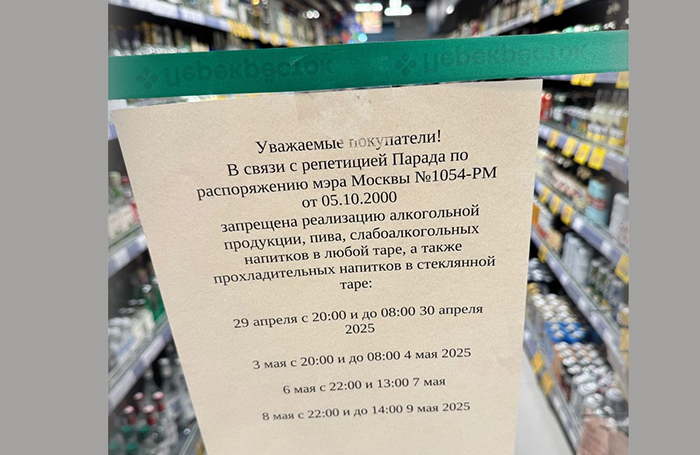 Перекрёсток
Уважаемые покупатели!
В связи с репетицией Парада по
распоряжению мэра Москвы №1054-РМ
от 05.10.2000
запрещена реализацию алкогольной
продукции, пива, слабоалкогольных
напитков в любой таре, а также
прохладительных напитков в стеклянной
таре:
29 апреля с 20:00 и до 08:00 30 апреля
2025
3 мая с 20:00 и до 08:00 4 мая 2025
6 мая с 22:00 и 13:00 7 мая
8 мая с 22:00 и до 14:00 9 мая 2025